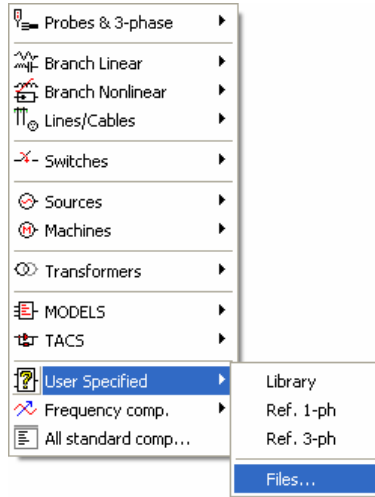 Probes & 3-phase
Branch Linear
Branch Nonlinear
Lines/Cables
Switches
Sources
Machines
Transformers
MODELS
TACS
User Specified
Library
Frequency comp.
Ref. 1-ph
All standard comp...
Ref. 3-ph
Files...